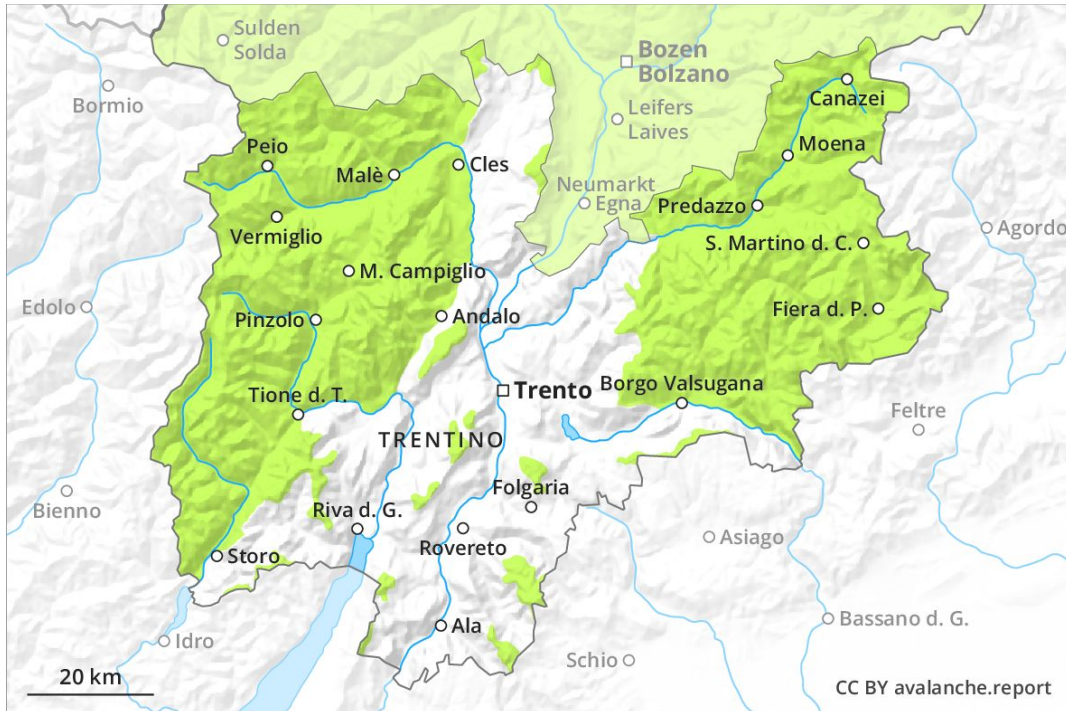 Sulden
Solda
Bozen
Bolzano
Bormio
Canazei
Leifers
Laives
Peio
Malè
Cles
Moena
Neumarkt
Egna
Predazzo
Vermiglio
S. Martino d. C.
Agordo
M. Campiglio
Edolo
Pinzolo
Andalo
Fiera d. P.
Tione d. T.
Trento
Borgo Valsugana
Feltre
TRENTINO
Bienno
Riva d. G.
Folgaria
Rovereto
Asiago
Storo
Idro
Ala
Bassano d. G.
Schio
20 km
CC BY avalanche.report